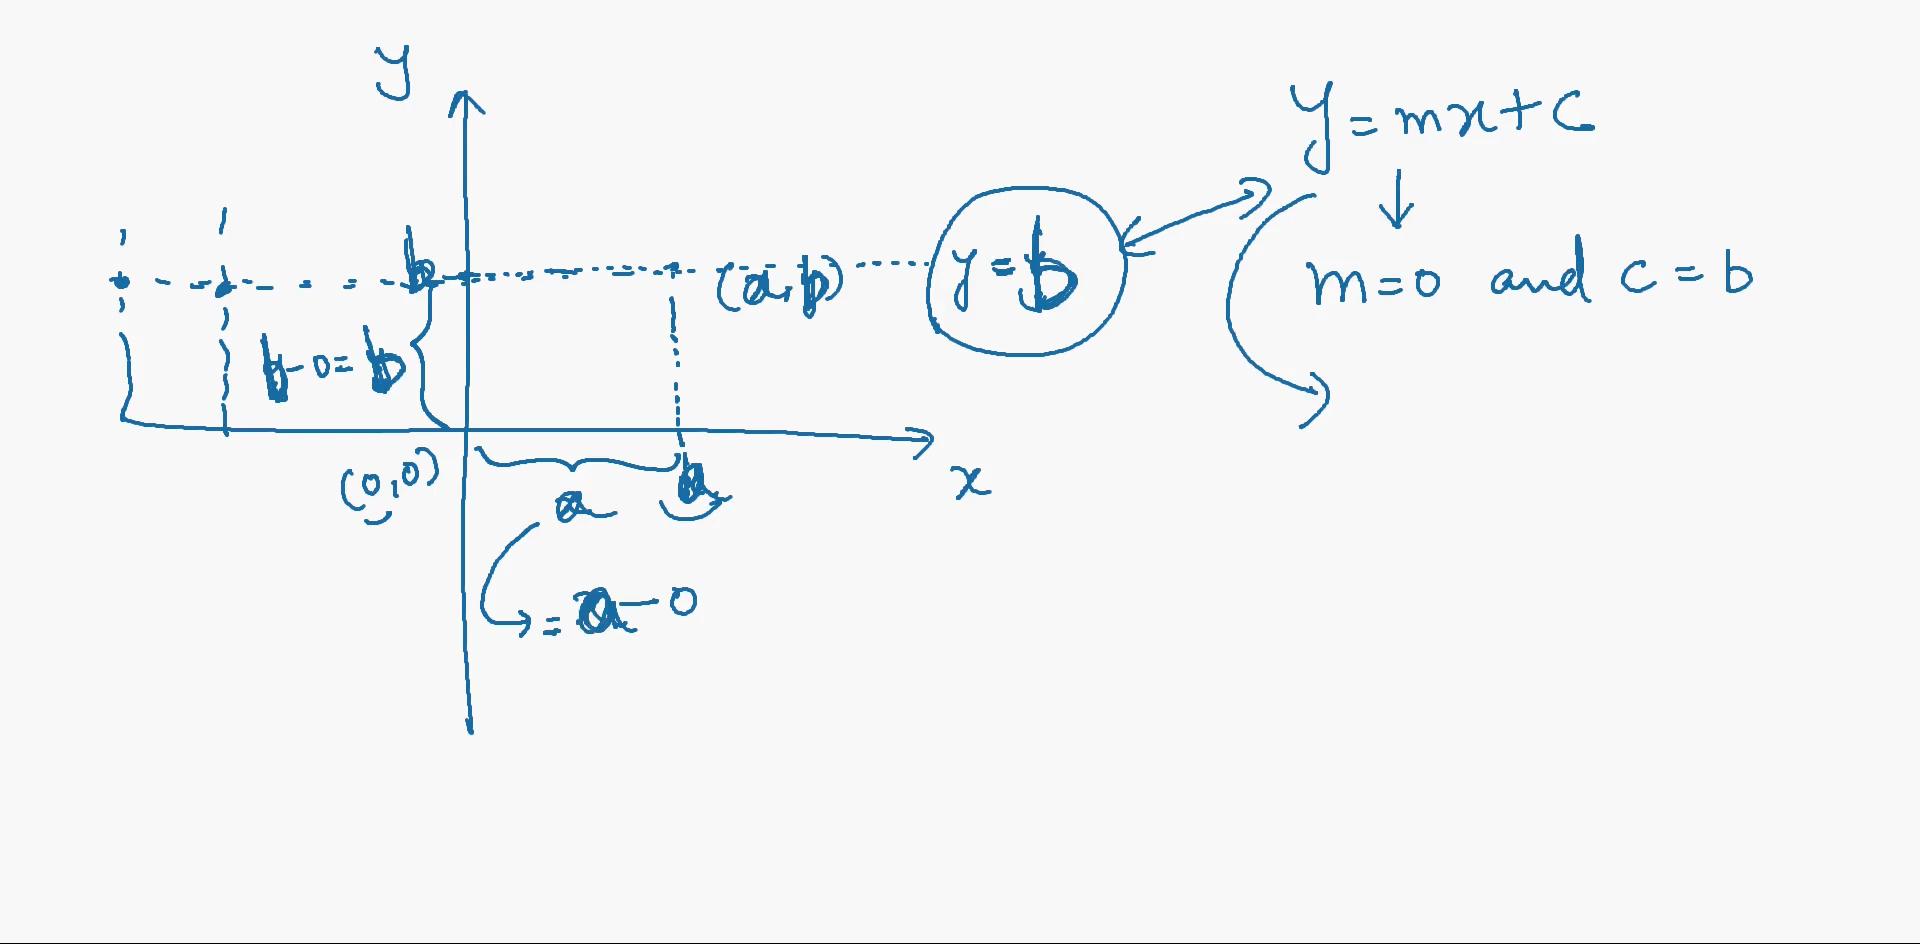 y
y = mx + c
b
(a, b)
y = b
m = 0 and c = b
b - 0 = b
(0,0)
a
a
x
= a - 0